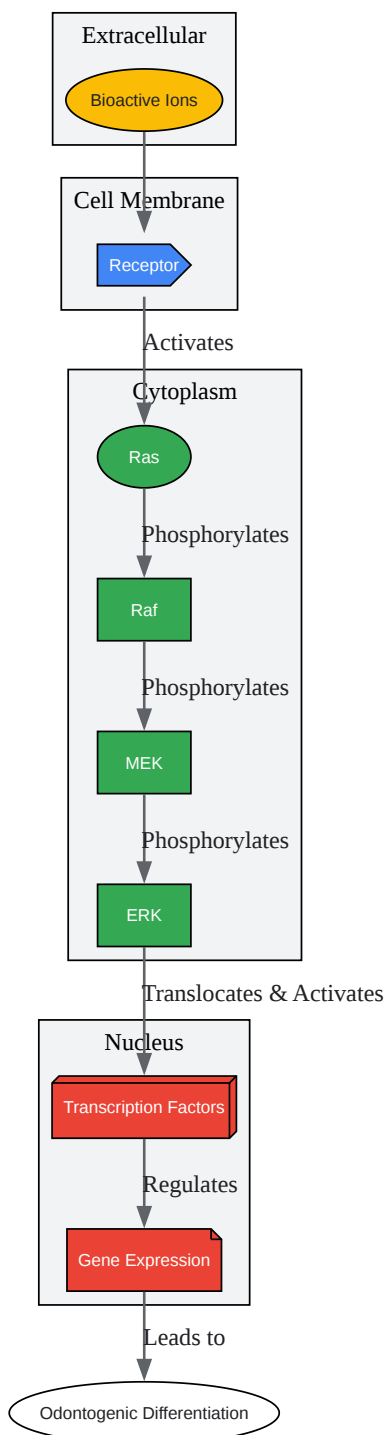 Extracellular
Bioactive Ions
Cell Membrane
Receptor
Activates
Cytoplasm
Ras
Phosphorylates
Raf
Phosphorylates
MEK
Phosphorylates
ERK
Translocates & Activates
Nucleus
Transcription Factors
Regulates
Gene Expression
Leads to
Odontogenic Differentiation